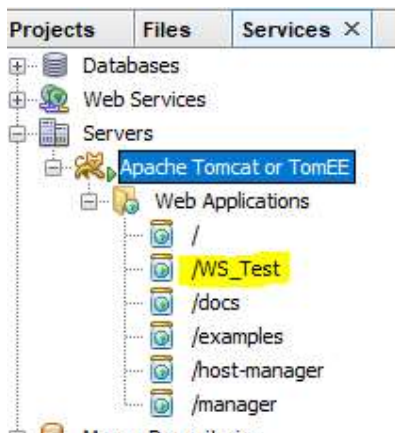 Projects Files Services ×
Databases
Web Services
Servers
Apache Tomcat or TomEE
Web Applications
/
/WS_Test
/docs
/examples
/host-manager
/manager